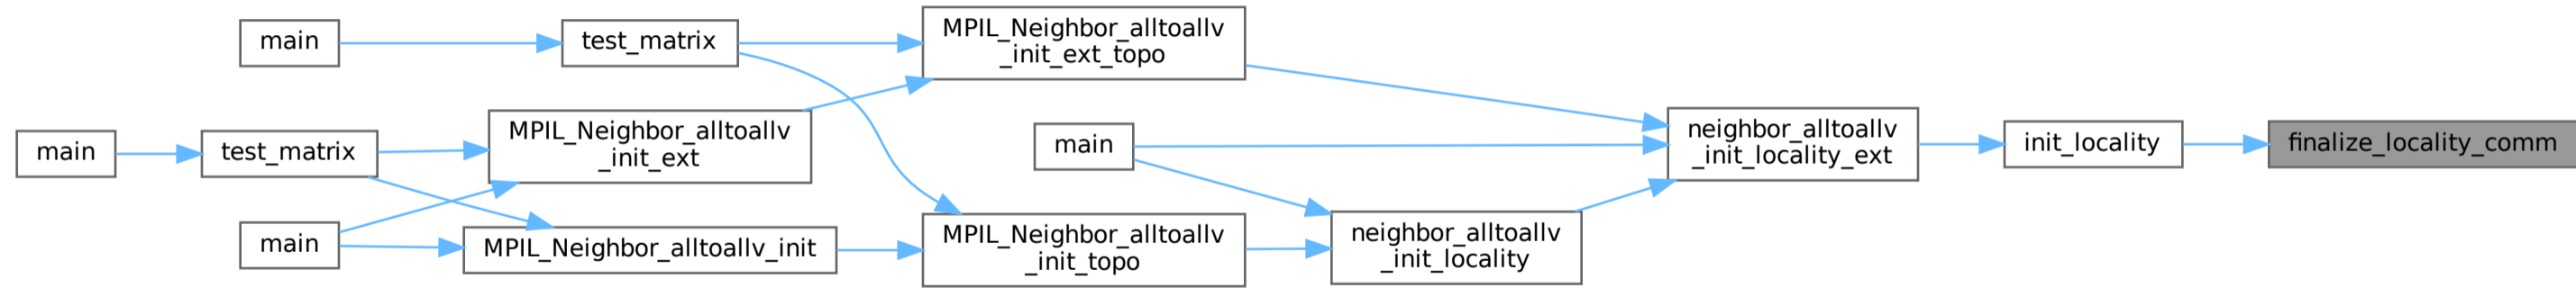 main
test_matrix
MPIL_Neighbor_alltoallv
_init_ext_topo
main
test_matrix
MPIL_Neighbor_alltoallv
_init_ext
main
neighbor_alltoallv
_init_locality_ext
init_locality
finalize_locality_comm
main
MPIL_Neighbor_alltoallv_init
MPIL_Neighbor_alltoallv
_init_topo
neighbor_alltoallv
_init_locality